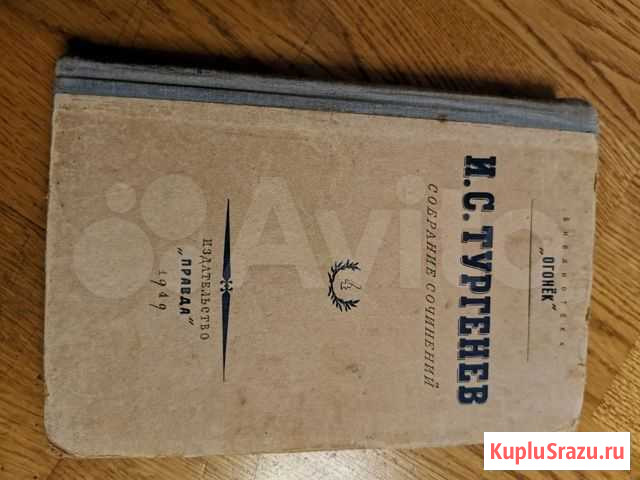 БИБЛИОТЕКА
„ОГОНЁК“
И. С. ТУРГЕНЕВ
СОБРАНИЕ СОЧИНЕНИЙ
4
ИЗДАТЕЛЬСТВО
„ПРАВДА“
1949
Avito
KupluSrazu.ru